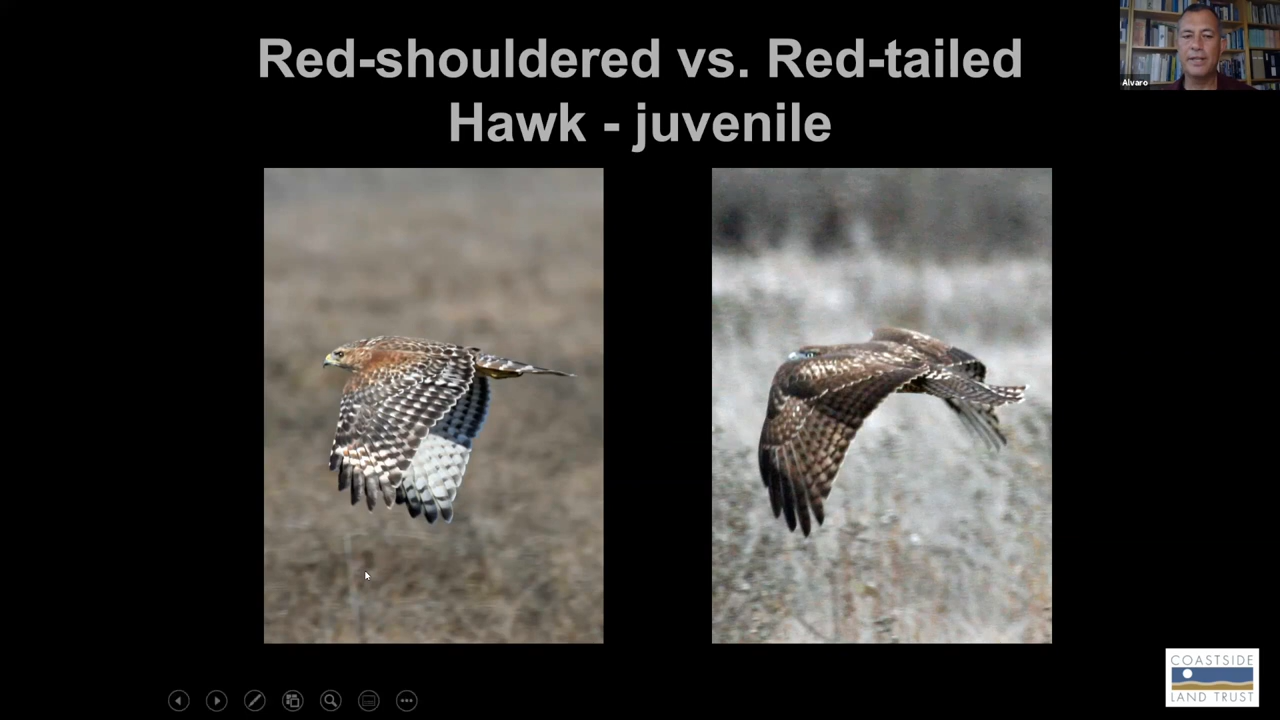 Red-shouldered vs. Red-tailed
Hawk - juvenile
Alvaro
COASTSIDE
LAND TRUST